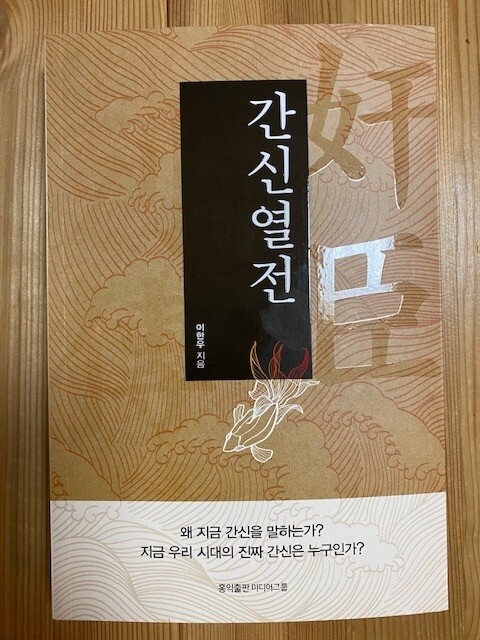 간신열전
이한우 지음
奸臣
왜 지금 간신을 말하는가?
지금 우리 시대의 진짜 간신은 누구인가?
홍익출판 미디어그룹